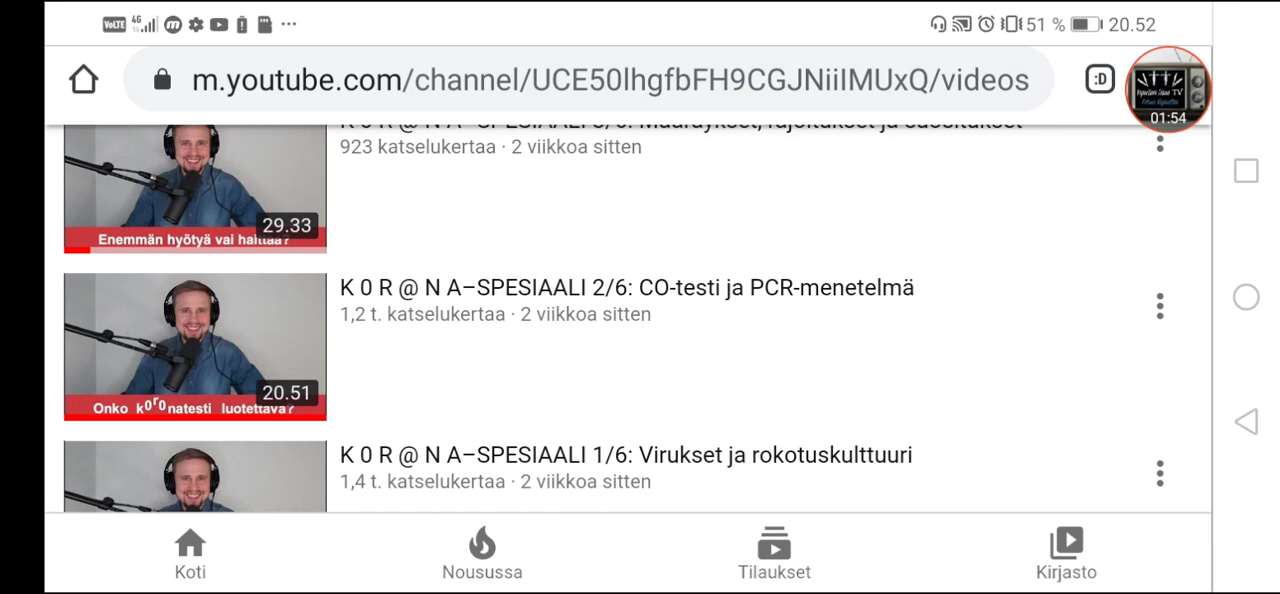 VoLTE 4G 51 % 20.52
m.youtube.com/channel/UCE50lhgfbFH9CGJNiiIMUxQ/videos
:D
TV
01:54
K 0 R @ N A–SPESIAALI 3/6: Määräykset, rajoitukset ja suositukset
923 katselukertaa · 2 viikkoa sitten
29.33
Enemmän hyötyä vai haittaa?
K 0 R @ N A–SPESIAALI 2/6: CO-testi ja PCR-menetelmä
1,2 t. katselukertaa · 2 viikkoa sitten
20.51
Onko koronatesti luotettava?
K 0 R @ N A–SPESIAALI 1/6: Virukset ja rokotuskulttuuri
1,4 t. katselukertaa · 2 viikkoa sitten
Koti
Nousussa
Tilaukset
Kirjasto